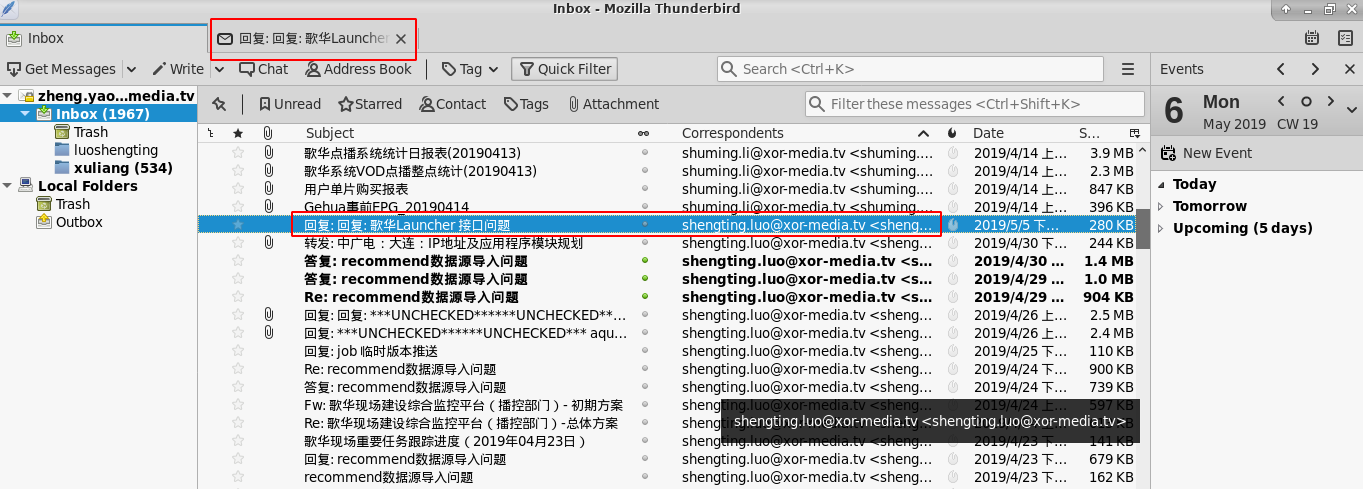 Inbox - Mozilla Thunderbird
Inbox
回复: 回复: 歌华Launcher
Get Messages
Write
Chat
Address Book
Tag
Quick Filter
Search <Ctrl+K>
Events
zheng.yao...media.tv
Inbox (1967)
Trash
luoshengting
xuliang (534)
Local Folders
Trash
Outbox
Unread
Starred
Contact
Tags
Attachment
Filter these messages <Ctrl+Shift+K>
Subject Correspondents Date S...
歌华点播系统统计日报表(20190413) shuming.li@xor-media.tv <shuming.... 2019/4/14 上... 3.9 MB
歌华系统VOD点播整点统计(20190413) shuming.li@xor-media.tv <shuming.... 2019/4/14 上... 2.3 MB
用户单片购买报表 shuming.li@xor-media.tv <shuming.... 2019/4/14 上... 847 KB
Gehua事前EPG_20190414 shuming.li@xor-media.tv <shuming.... 2019/4/14 上... 396 KB
回复: 回复: 歌华Launcher 接口问题 shengting.luo@xor-media.tv <sheng... 2019/5/5 下... 280 KB
转发: 中广电：大连：IP地址及应用程序模块规划 shengting.luo@xor-media.tv <sheng... 2019/4/30 下... 244 KB
答复: recommend数据源导入问题 shengting.luo@xor-media.tv <s... 2019/4/30 ... 1.4 MB
答复: recommend数据源导入问题 shengting.luo@xor-media.tv <s... 2019/4/29 ... 1.0 MB
Re: recommend数据源导入问题 shengting.luo@xor-media.tv <s... 2019/4/29 ... 904 KB
回复: 回复: ***UNCHECKED******UNCHECKED**... shengting.luo@xor-media.tv <sheng... 2019/4/26 上... 2.5 MB
回复: ***UNCHECKED******UNCHECKED*** aqu... shengting.luo@xor-media.tv <sheng... 2019/4/26 上... 2.4 MB
回复: job 临时版本推送 shengting.luo@xor-media.tv <sheng... 2019/4/25 下... 110 KB
Re: recommend数据源导入问题 shengting.luo@xor-media.tv <sheng... 2019/4/24 下... 900 KB
答复: recommend数据源导入问题 shengting.luo@xor-media.tv <sheng... 2019/4/24 下... 739 KB
Fw: 歌华现场建设综合监控平台（播控部门）- 初期方案 shengting.luo@xor-media.tv <sheng... 2019/4/24 上... 597 KB
Re: 歌华现场建设综合监控平台（播控部门）-总体方案
shengting.luo@xor-media.tv <shengting.luo@xor-media.tv>
歌华现场重要任务跟踪进度（2019年04月23日） shengting.luo@xor-media.tv <sheng... 2019/4/23 下... 141 KB
回复: recommend数据源导入问题 shengting.luo@xor-media.tv <sheng... 2019/4/23 下... 679 KB
recommend数据源导入问题 shengting.luo@xor-media.tv <sheng... 2019/4/23 下... 162 KB
6
Mon
May 2019 CW 19
New Event
Today
Tomorrow
Upcoming (5 days)